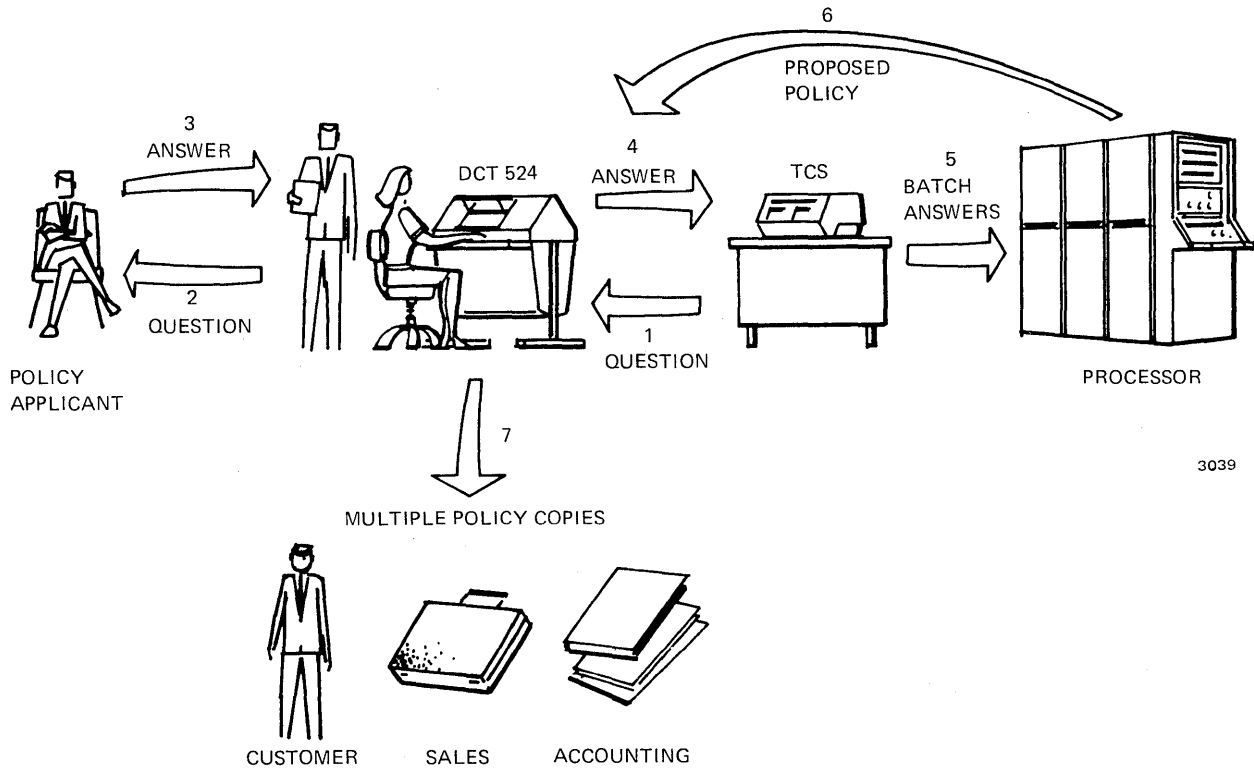 6
PROPOSED
POLICY
3
ANSWER
DCT 524
4
ANSWER
TCS
5
BATCH
ANSWERS
2
QUESTION
1
QUESTION
POLICY
APPLICANT
PROCESSOR
7
3039
MULTIPLE POLICY COPIES
CUSTOMER
SALES
ACCOUNTING